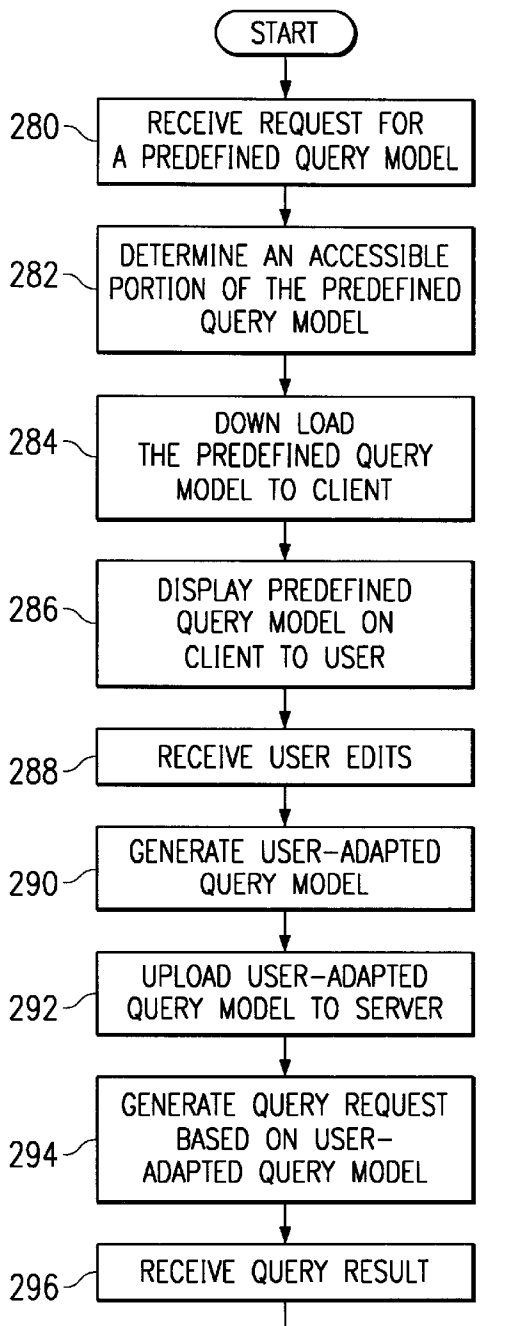 START
280
RECEIVE REQUEST FOR
A PREDEFINED QUERY MODEL
282
DETERMINE AN ACCESSIBLE
PORTION OF THE PREDEFINED
QUERY MODEL
284
DOWN LOAD
THE PREDEFINED QUERY
MODEL TO CLIENT
286
DISPLAY PREDEFINED
QUERY MODEL ON
CLIENT TO USER
288
RECEIVE USER EDITS
290
GENERATE USER-ADAPTED
QUERY MODEL
292
UPLOAD USER-ADAPTED
QUERY MODEL TO SERVER
294
GENERATE QUERY REQUEST
BASED ON USER-
ADAPTED QUERY MODEL
296
RECEIVE QUERY RESULT